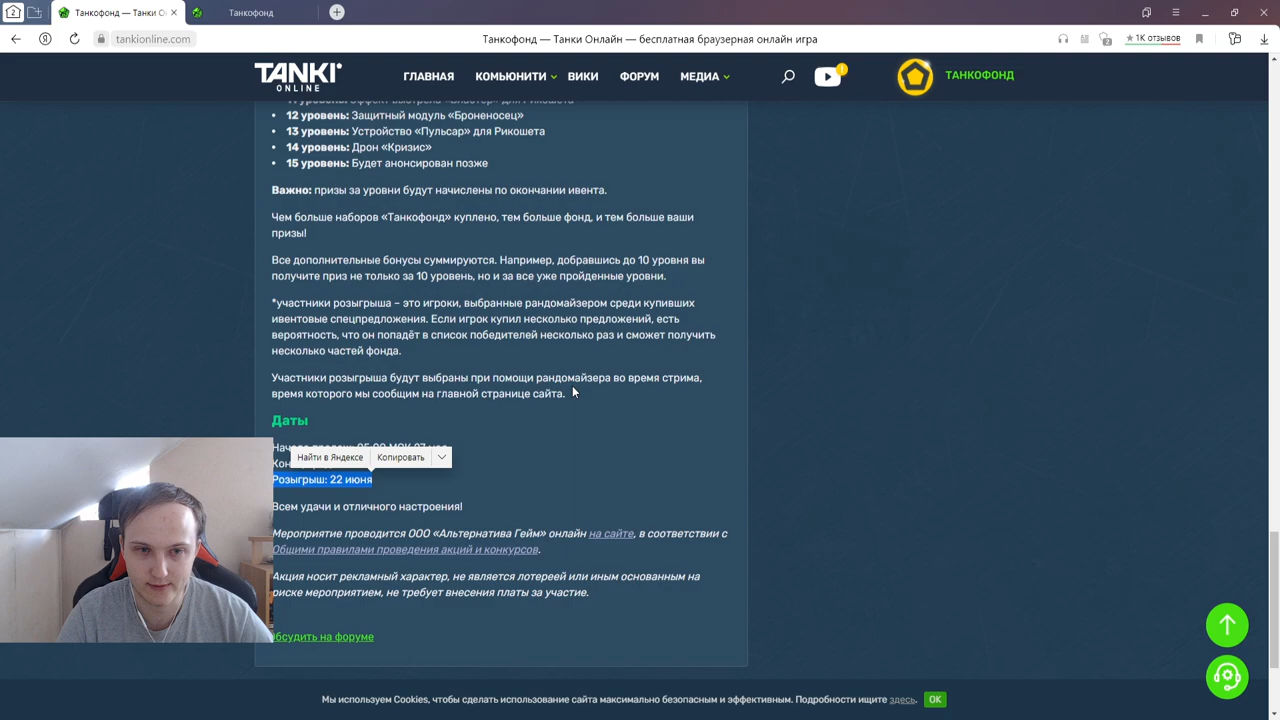 2
Танкофонд — Танки Он
Танкофонд
tankionline.com
Танкофонд — Танки Онлайн — бесплатная браузерная онлайн игра
1K отзывов
TANKI
ONLINE
ГЛАВНАЯ
КОМЬЮНИТИ
ВИКИ
ФОРУМ
МЕДИА
ТАНКОФОНД
12 уровень: Защитный модуль «Броненосец»
13 уровень: Устройство «Пульсар» для Рикошета
14 уровень: Дрон «Кризис»
15 уровень: Будет анонсирован позже
Важно: призы за уровни будут начислены по окончании ивента.
Чем больше наборов «Танкофонд» куплено, тем больше фонд, и тем больше ваши
призы!
Все дополнительные бонусы суммируются. Например, добравшись до 10 уровня вы
получите приз не только за 10 уровень, но и за все уже пройденные уровни.
*участники розыгрыша – это игроки, выбранные рандомайзером среди купивших
ивентовые спецпредложения. Если игрок купил несколько предложений, есть
вероятность, что он попадёт в список победителей несколько раз и сможет получить
несколько частей фонда.
Участники розыгрыша будут выбраны при помощи рандомайзера во время стрима,
время которого мы сообщим на главной странице сайта.
Даты
Найти в Яндексе
Копировать
Розыгрыш: 22 июня
Всем удачи и отличного настроения!
Мероприятие проводится ООО «Альтернатива Гейм» онлайн на сайте, в соответствии с
Общими правилами проведения акций и конкурсов.
Акция носит рекламный характер, не является лотереей или иным основанным на
риске мероприятием, не требует внесения платы за участие.
бсудить на форуме
Мы используем Cookies, чтобы сделать использование сайта максимально безопасным и эффективным. Подробности ищите здесь.
OK